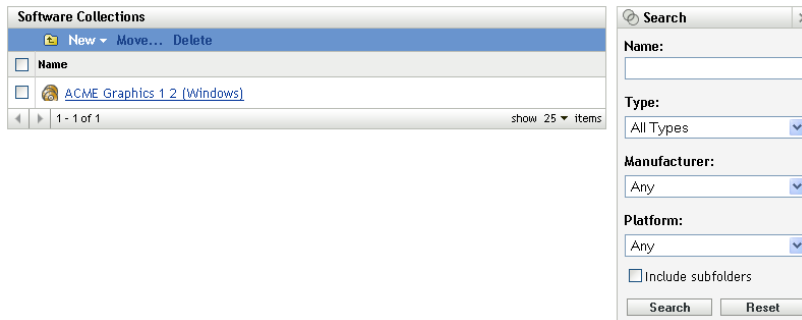 Software Collections
New Move... Delete
Name
ACME Graphics 1 2 (Windows)
1 - 1 of 1 show 25 items
Search
Name:
Type:
All Types
Manufacturer:
Any
Platform:
Any
Include subfolders
Search Reset